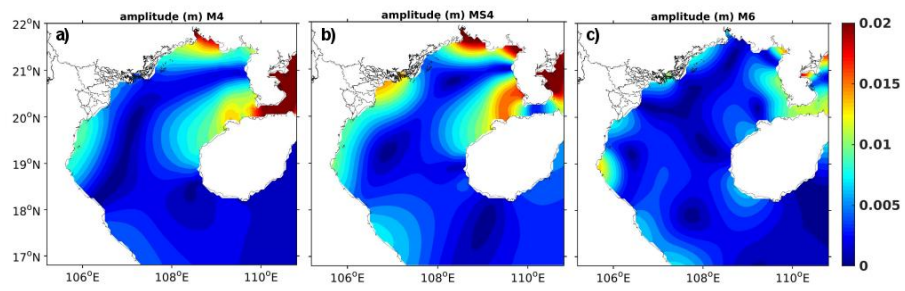 amplitude (m) M4
amplitude (m) MS4
amplitude (m) M6
a)
b)
c)
22°N
21°N
20°N
19°N
18°N
17°N
106°E 108°E 110°E
106°E 108°E 110°E
106°E 108°E 110°E
0.02
0.015
0.01
0.005
0